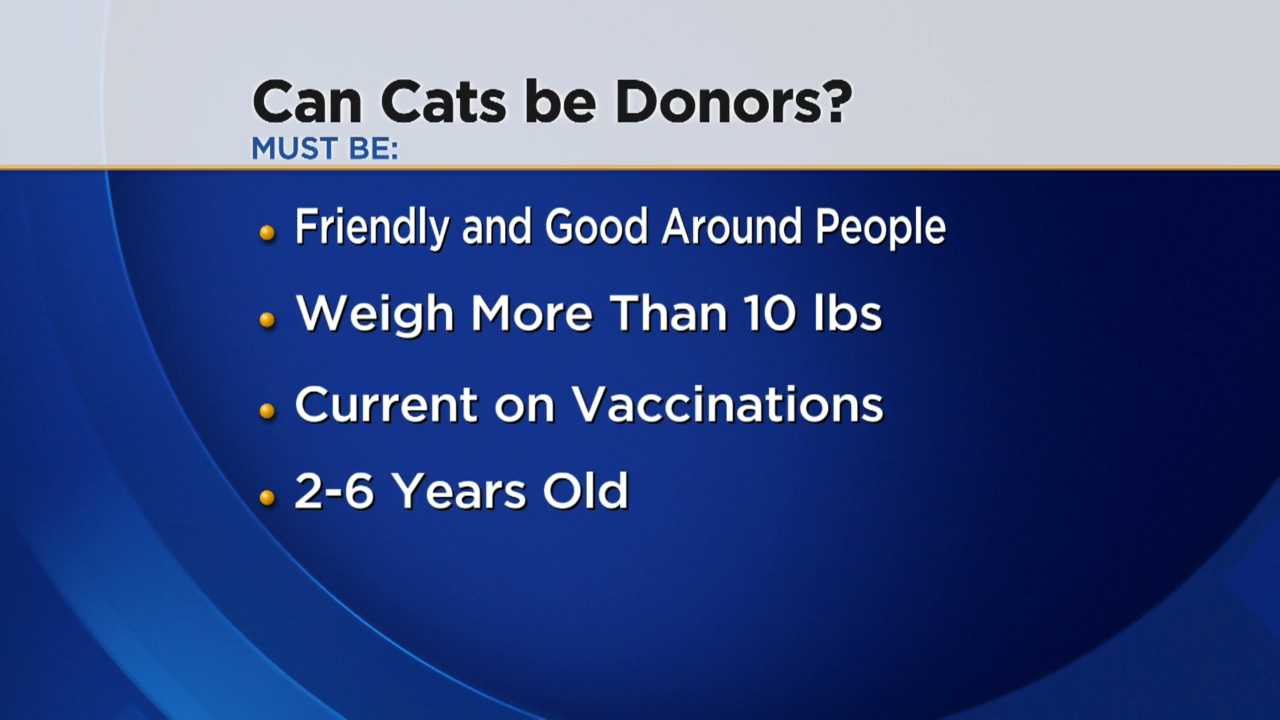 Can Cats be Donors?
MUST BE:
Friendly and Good Around People
Weigh More Than 10 lbs
Current on Vaccinations
2-6 Years Old